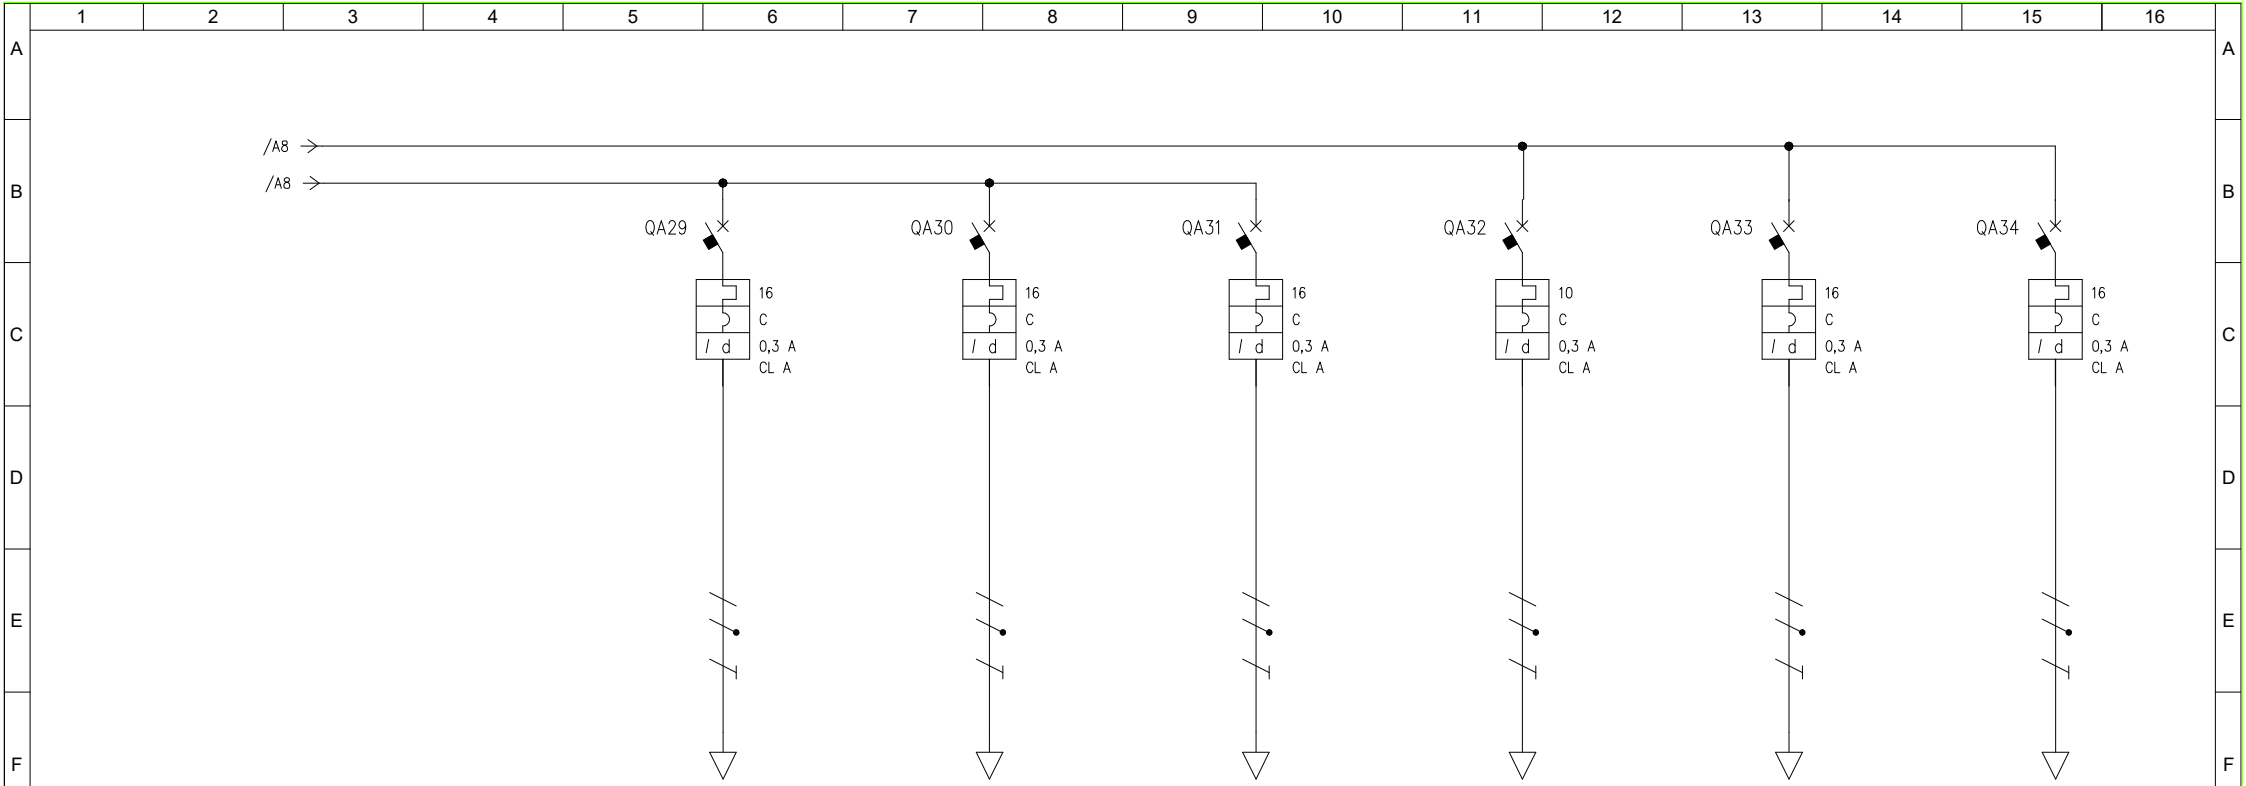 1 2 3 4 5 6 7 8 9 10 11 12 13 14 15 16
A A
/A8
/A8
B B
QA29 QA30 QA31 QA32 QA33 QA34
16 16 16 10 16 16
C C C C C C
C C
I d 0,3 A I d 0,3 A I d 0,3 A I d 0,3 A I d 0,3 A I d 0,3 A
CL A CL A CL A CL A CL A CL A
D D
E E
F F